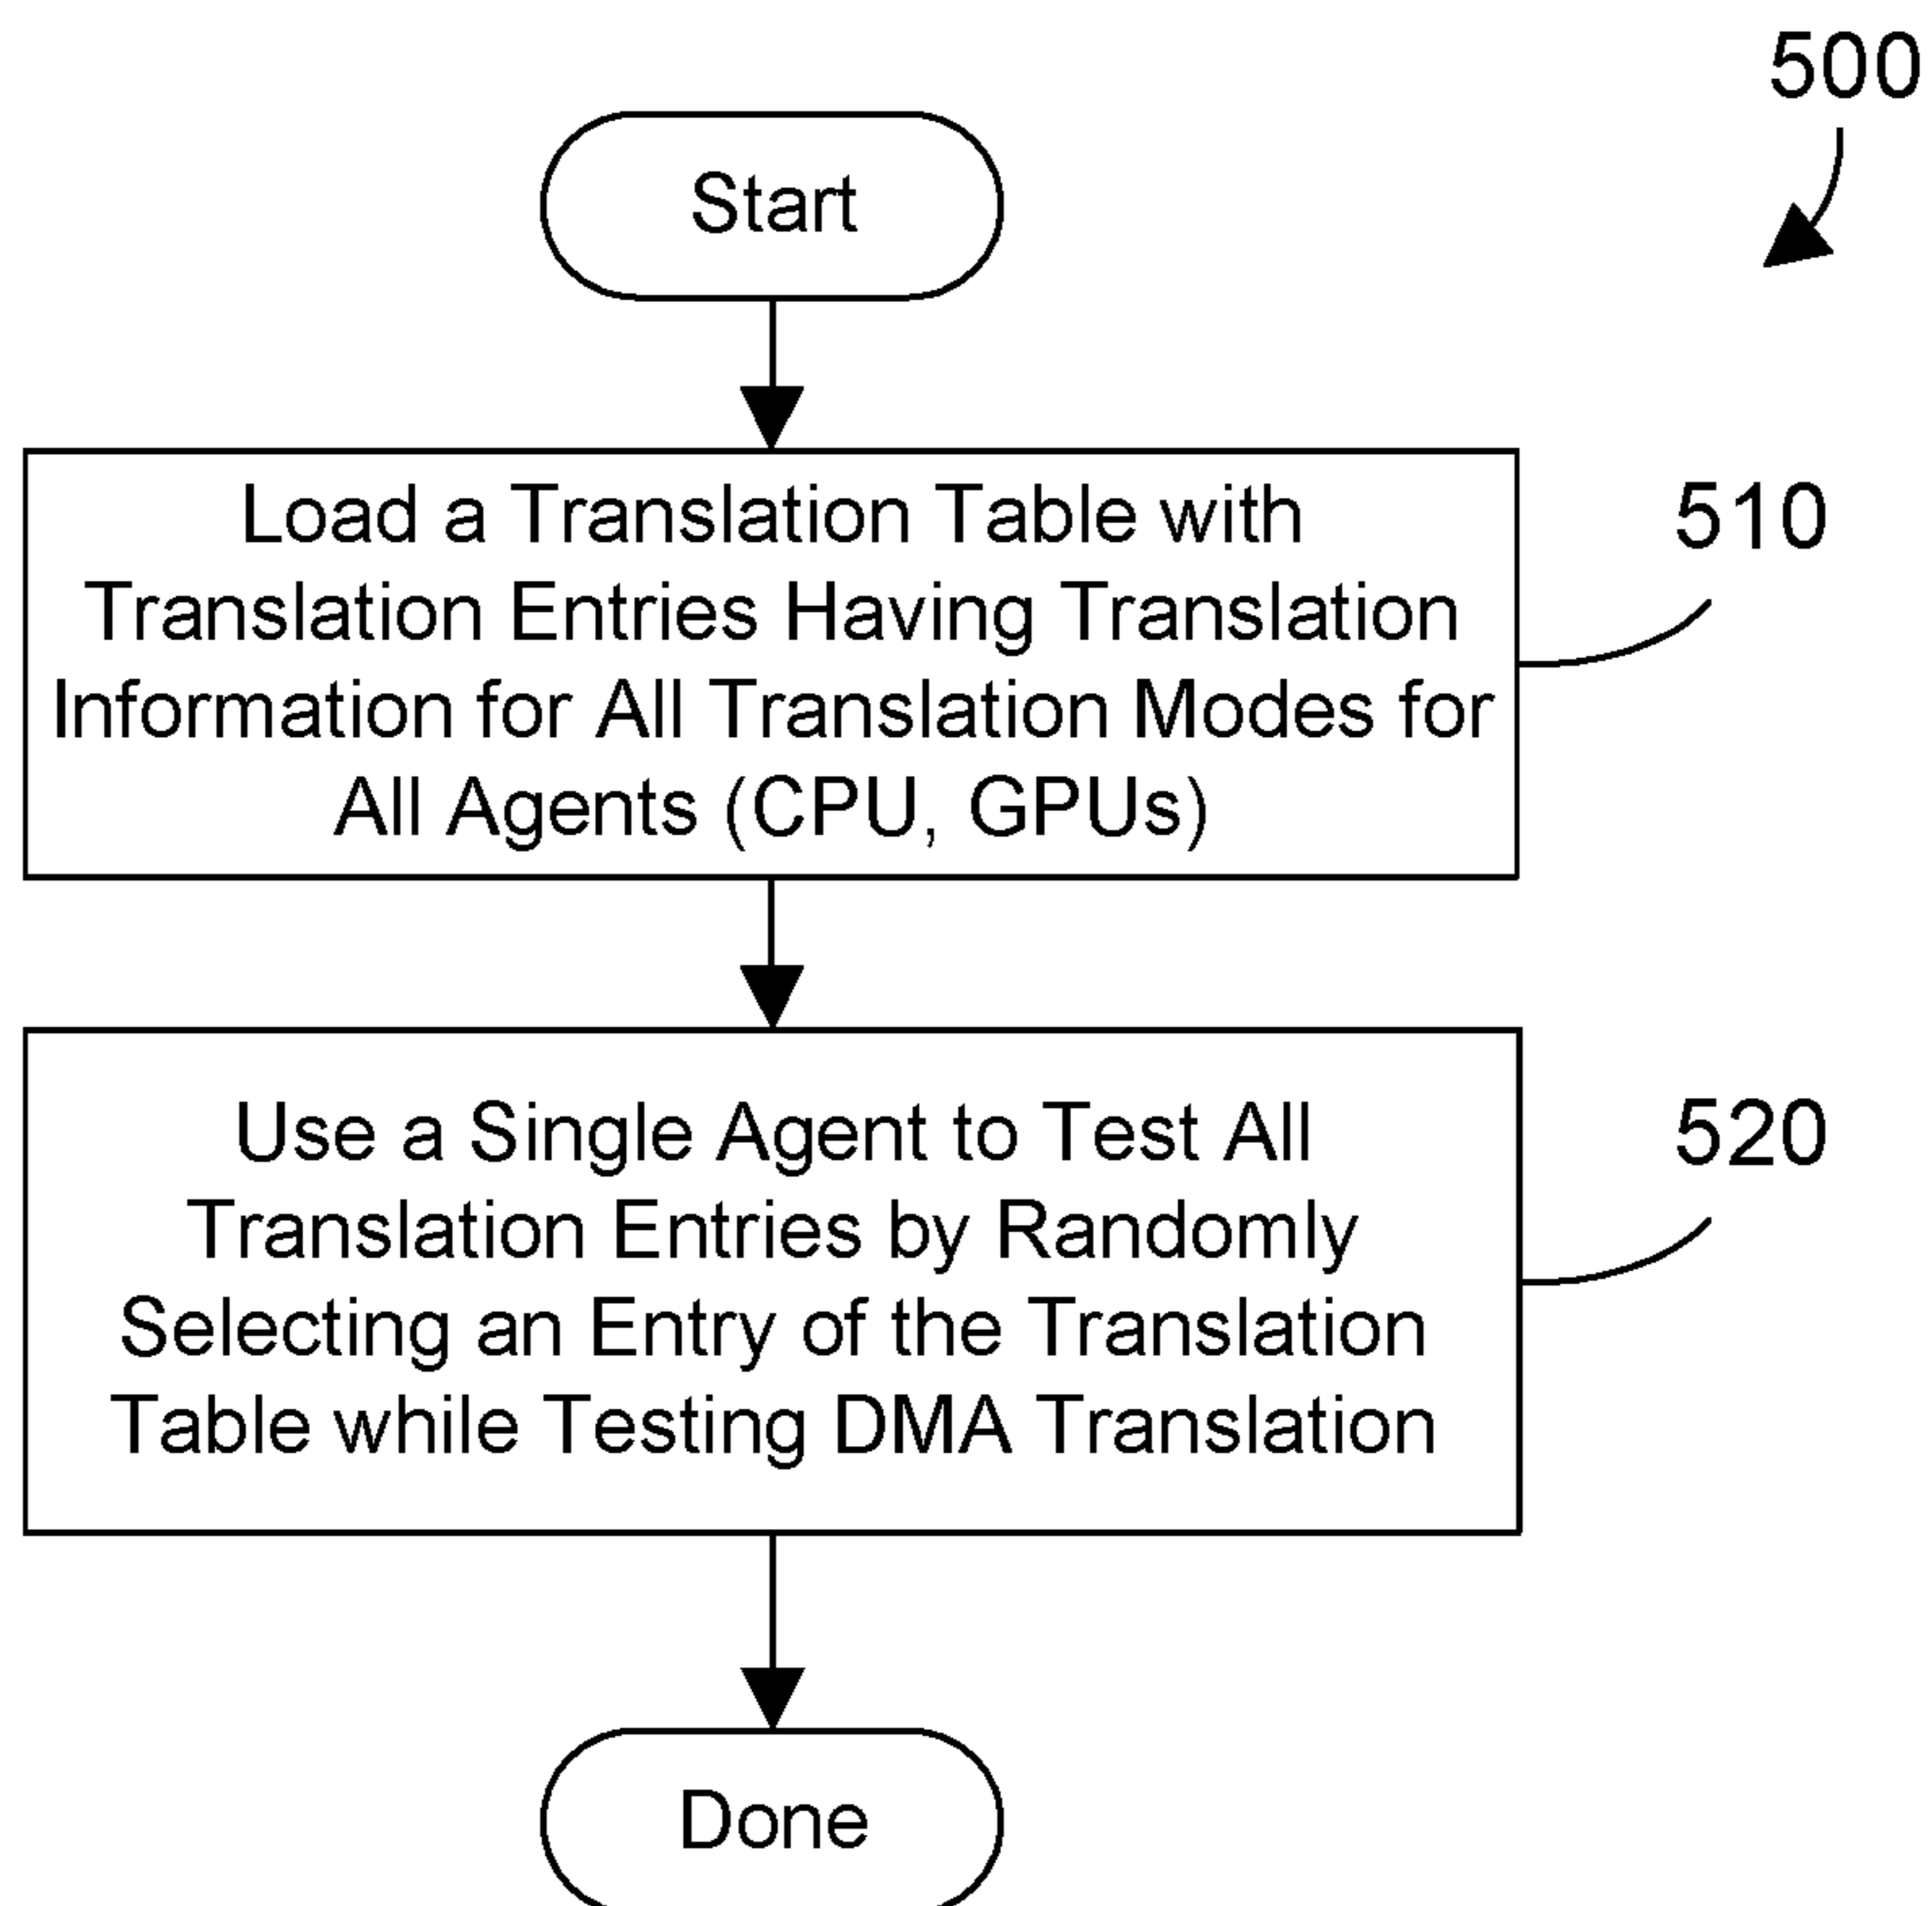 500
Start
Load a Translation Table with
Translation Entries Having Translation
Information for All Translation Modes for
All Agents (CPU, GPUs)
510
Use a Single Agent to Test All
Translation Entries by Randomly
Selecting an Entry of the Translation
Table while Testing DMA Translation
520
Done